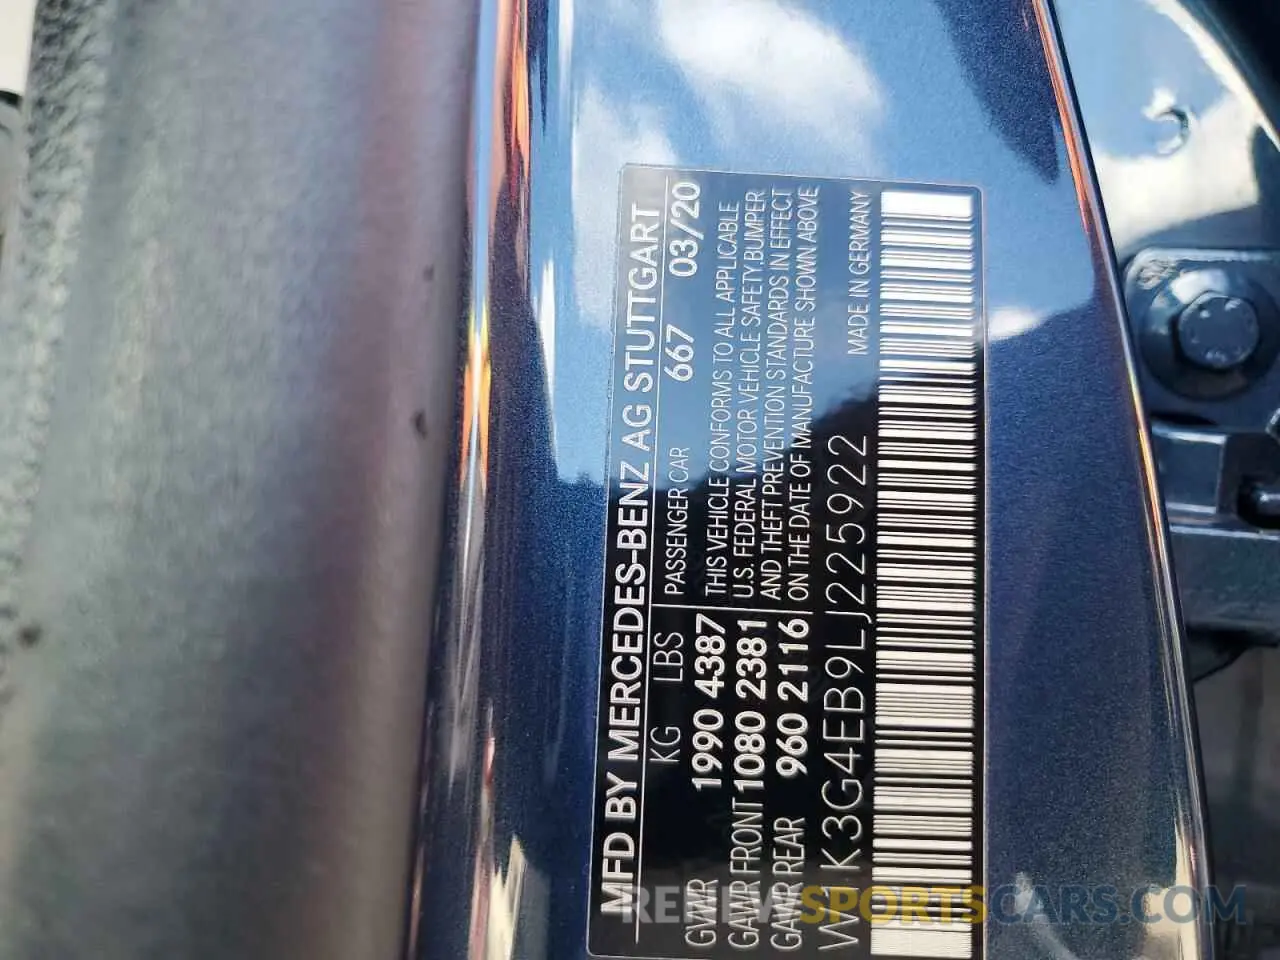 MFD BY MERCEDES-BENZ AG STUTTGART
KG LBS PASSENGER CAR 667 03/20
GVWR 1990 4387 THIS VEHICLE CONFORMS TO ALL APPLICABLE
GAWR FRONT 1080 2381 U.S. FEDERAL MOTOR VEHICLE SAFETY,BUMPER
GAWR REAR 960 2116 AND THEFT PREVENTION STANDARDS IN EFFECT
ON THE DATE OF MANUFACTURE SHOWN ABOVE
W1K3G4EB9LJ225922 MADE IN GERMANY
RENEWSPORTSCARS.COM